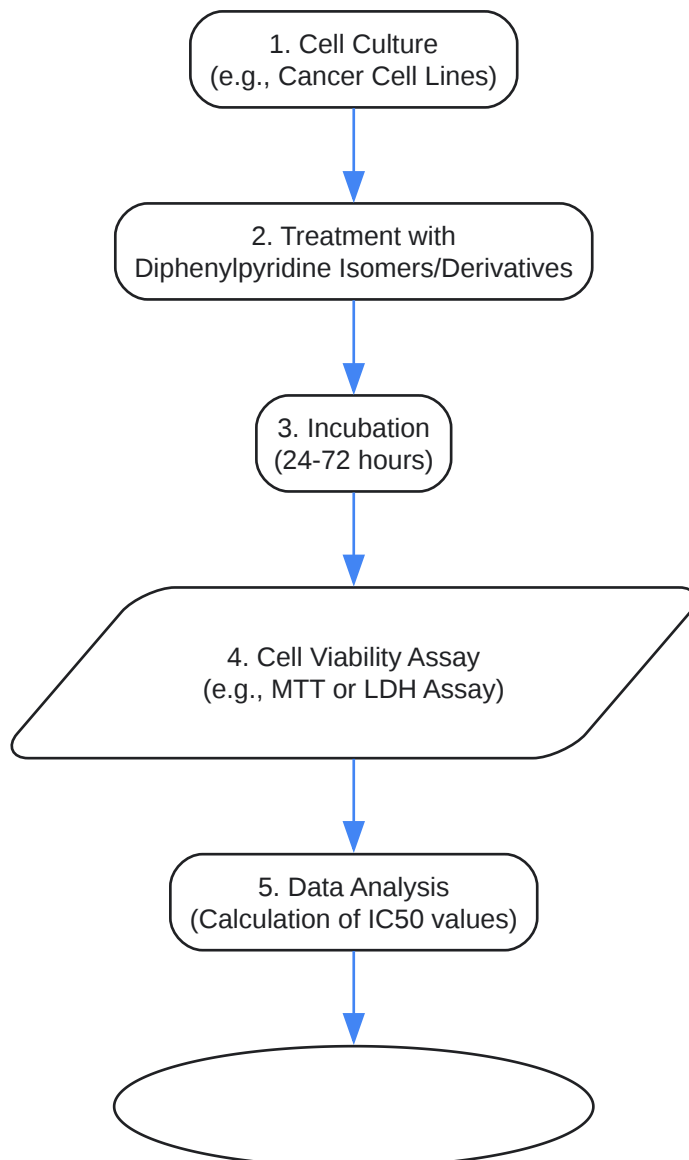 1. Cell Culture
(e.g., Cancer Cell Lines)
2. Treatment with
Diphenylpyridine Isomers/Derivatives
3. Incubation
(24-72 hours)
4. Cell Viability Assay
(e.g., MTT or LDH Assay)
5. Data Analysis
(Calculation of IC50 values)